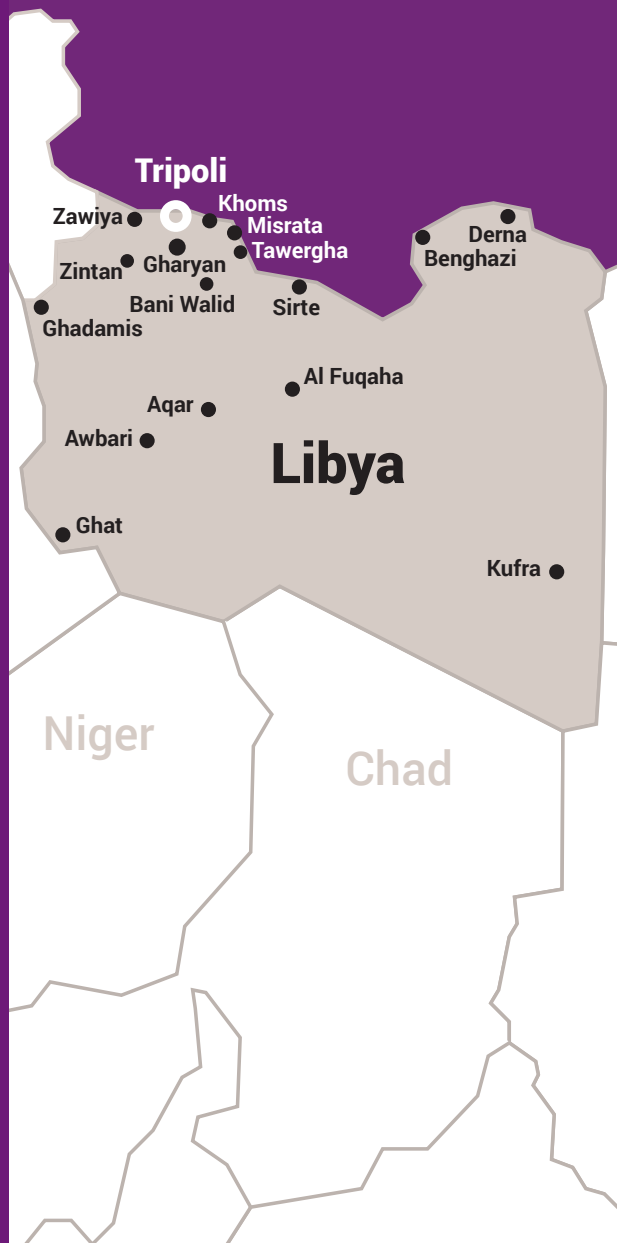 Tripoli
Khoms
Zawiya
Misrata
Derna
Tawergha
Benghazi
Gharyan
Zintan
Bani Walid
Sirte
Ghadamis
Al Fuqaha
Aqar
Awbari
Libya
Ghat
Kufra
Niger
Chad